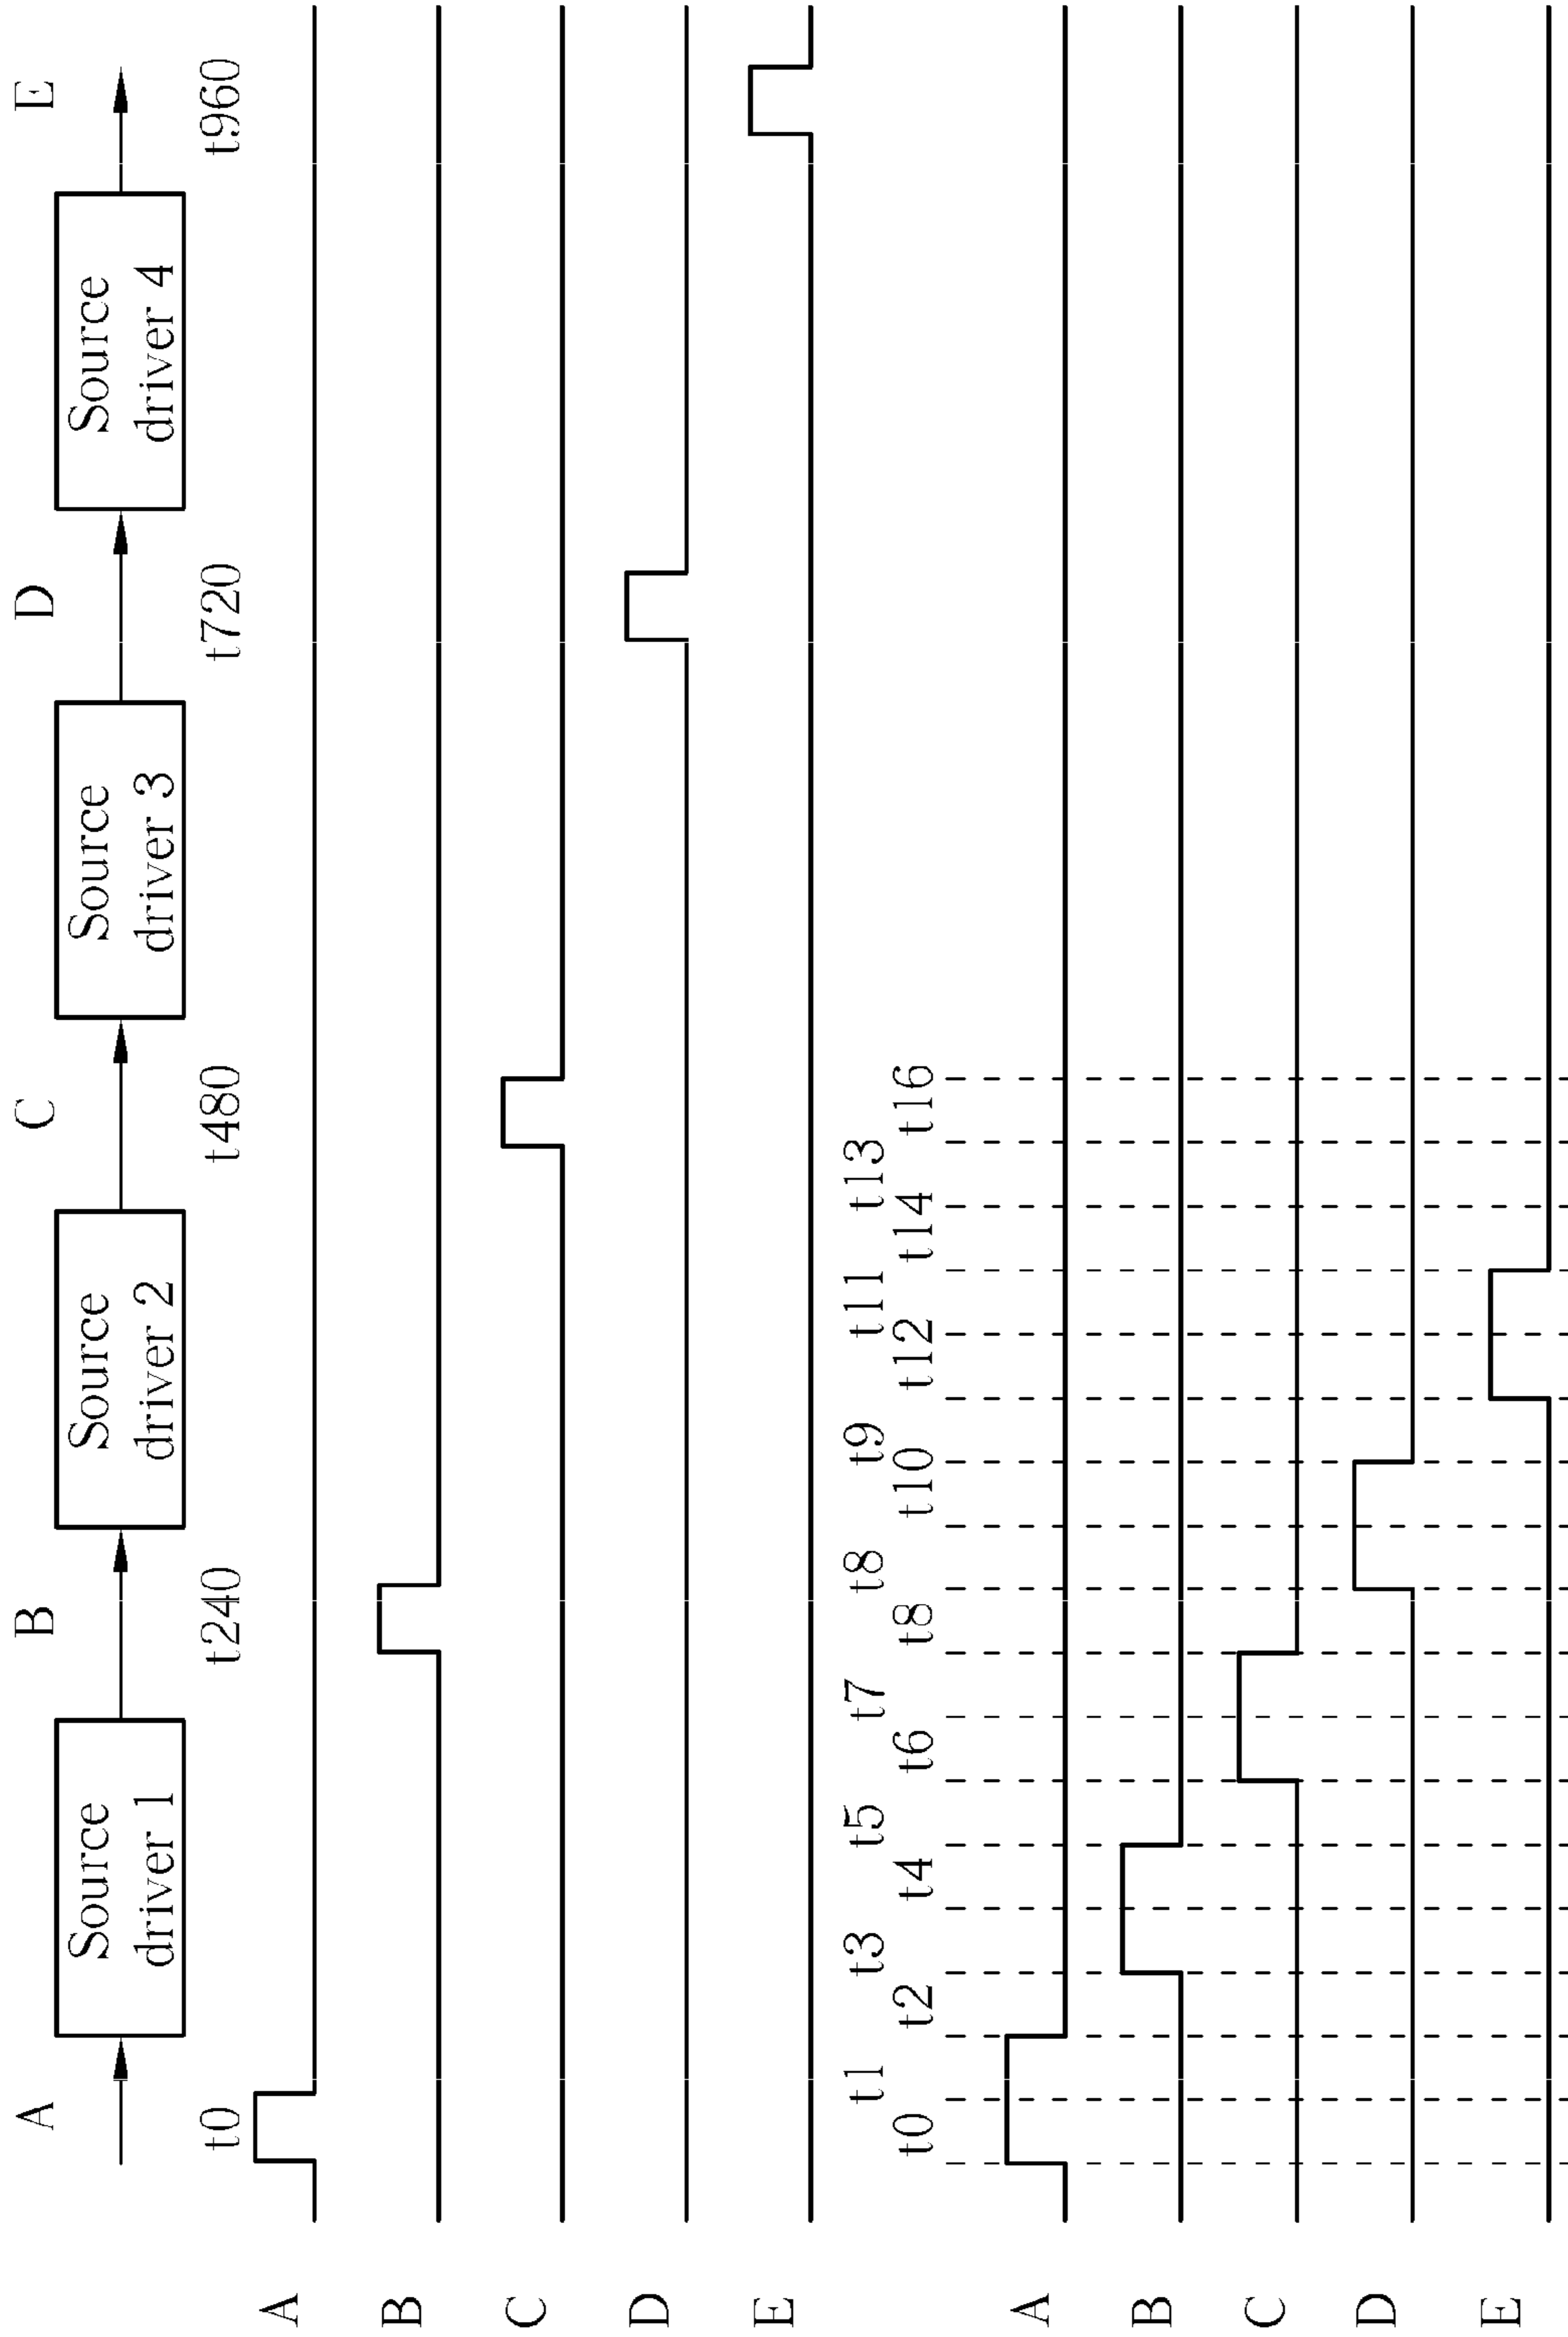 A
B
C
D
E
Source
driver 1
Source
driver 2
Source
driver 3
Source
driver 4
t0
t240
t480
t720
t960
A
B
C
D
E
t1
t3
t5
t7
t8
t9
t11
t13
t0
t2
t4
t6
t8
t10
t12
t14
t16
A
B
C
D
E